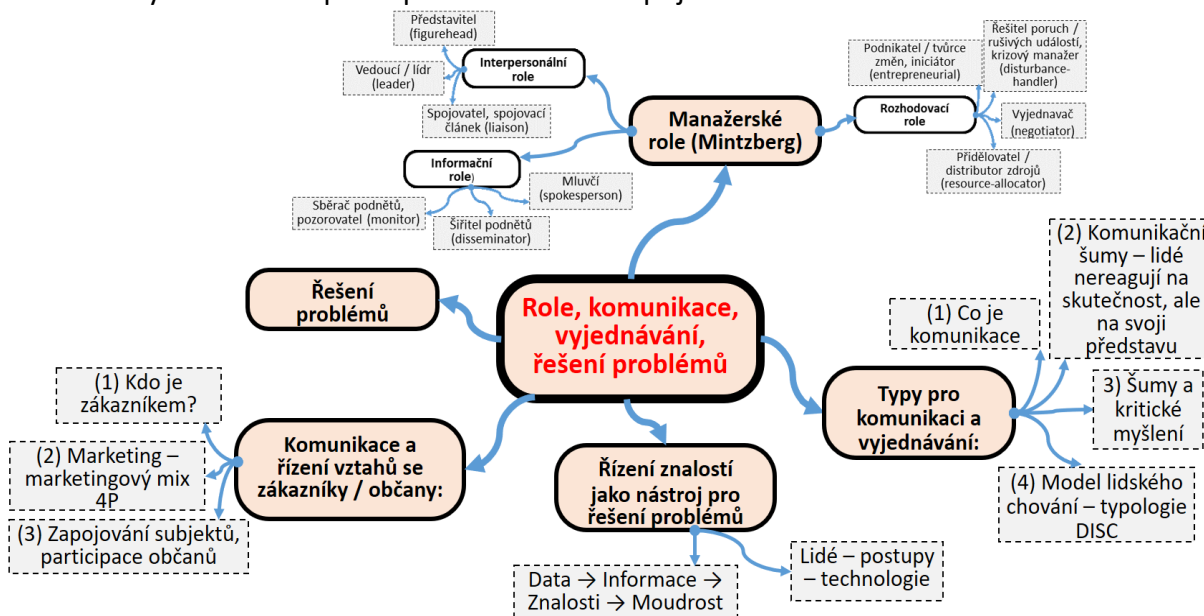 Představitel
(figurehead)
Interpersonální
role
Vedoucí / lídr
(leader)
Spojovatel, spojovací
článek (liaison)
Informační
role)
Sběrač podnětů,
pozorovatel (monitor)
Šiřitel podnětů
(disseminator)
Mluvčí
(spokesperson)
Manažerské
role (Mintzberg)
Podnikatel / tvůrce
změn, iniciátor
(entrepreneurial)
Řešitel poruch /
rušivých událostí,
krizový manažer
(disturbance-
handler)
Rozhodovací
role
Vyjednavač
(negotiator)
Přidělovatel /
distributor zdrojů
(resource-allocator)
Řešení
problémů
Role, komunikace,
vyjednávání,
řešení problémů
(1) Co je
komunikace
(2) Komunikační
šumy – lidé
nereagují na
skutečnost, ale
na svoji
představu
Typy pro
komunikaci a
vyjednávání:
3) Šumy a
kritické
myšlení
(4) Model lidského
chování – typologie
DISC
(1) Kdo je
zákazníkem?
(2) Marketing –
marketingový mix
4P
(3) Zapojování subjektů,
participace občanů
Komunikace a
řízení vztahů se
zákazníky / občany:
Řízení znalostí
jako nástroj pro
řešení problémů
Data → Informace →
Znalosti → Moudrost
Lidé – postupy
– technologie